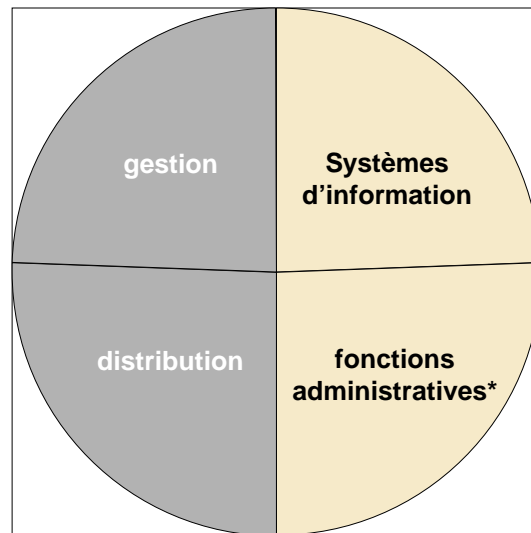 gestion
Systèmes
d'information
distribution
fonctions
administratives*